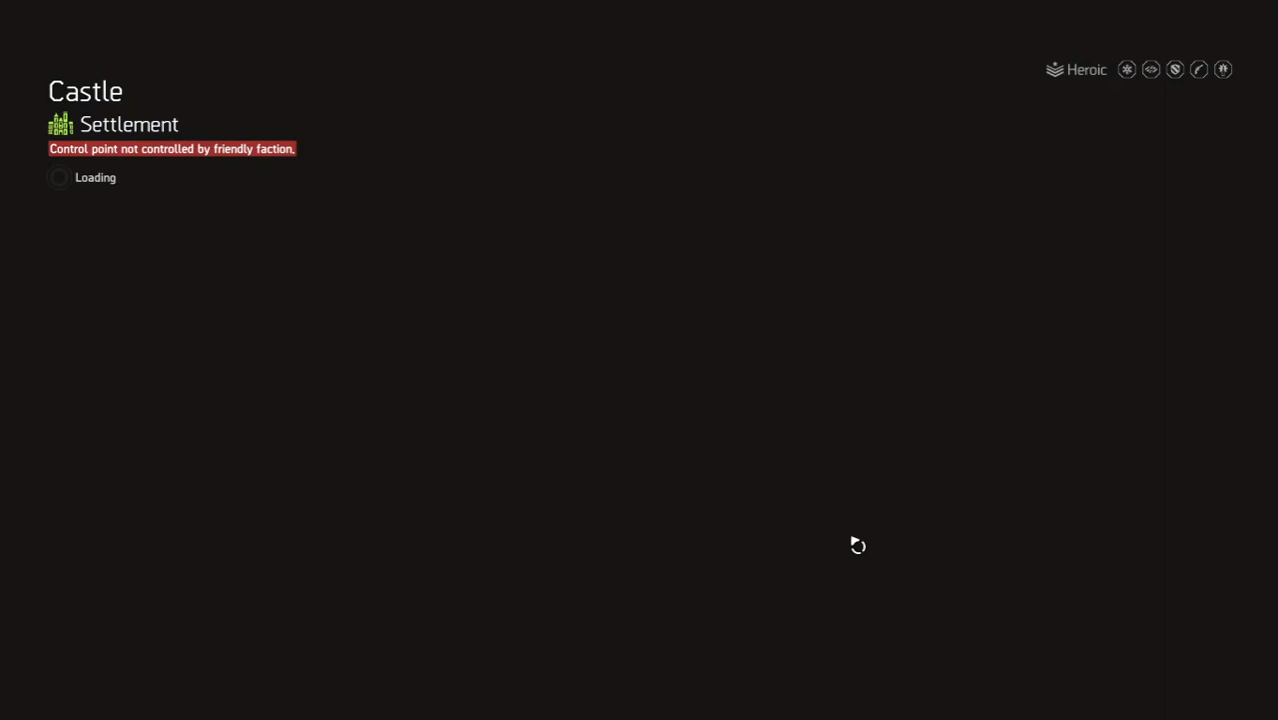 Castle
Heroic
Settlement
Control point not controlled by friendly faction.
Loading